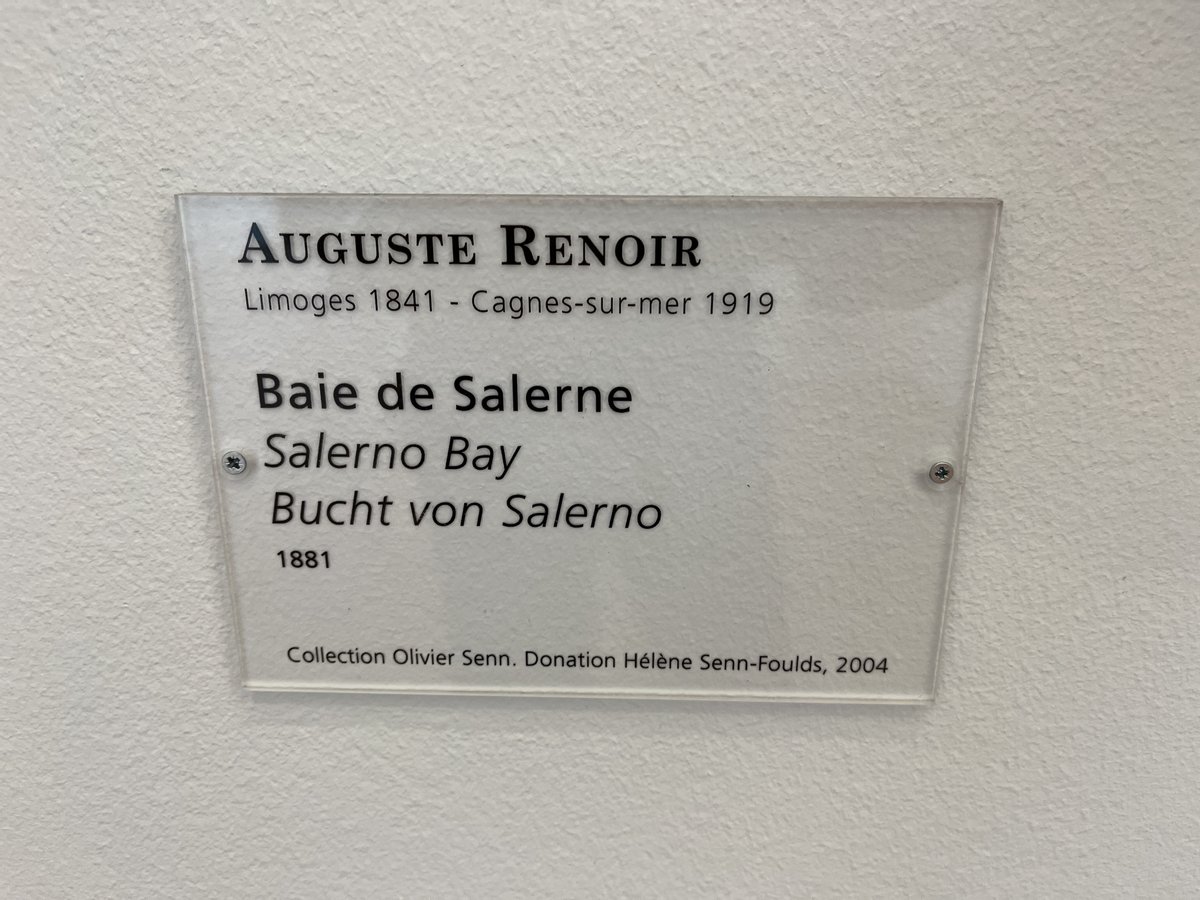 AUGUSTE RENOIR
Limoges 1841 - Cagnes-sur-mer 1919
Baie de Salerne
Salerno Bay
Bucht von Salerno
1881
Collection Olivier Senn. Donation Hélène Senn-Foulds, 2004